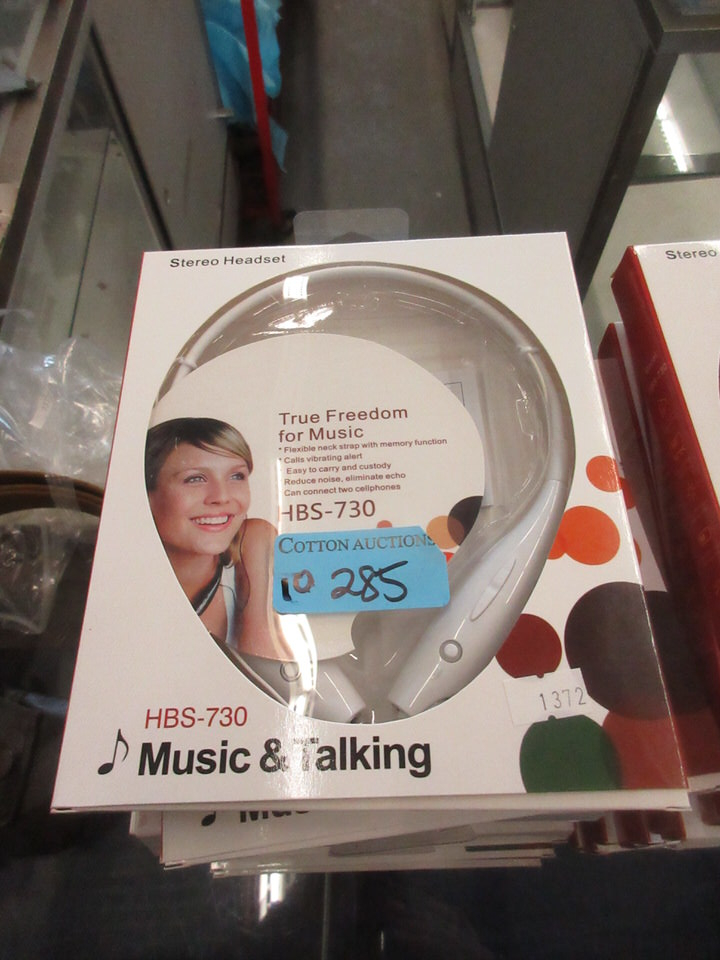 Stereo Headset
Stereo
True Freedom
for Music
* Flexible neck strap with memory function
* Calls vibrating alert
Easy to carry and custody
Reduce noise, eliminate echo
Can connect two cellphones
HBS-730
COTTON AUCTIONS
10 285
1372
HBS-730
Music & Talking